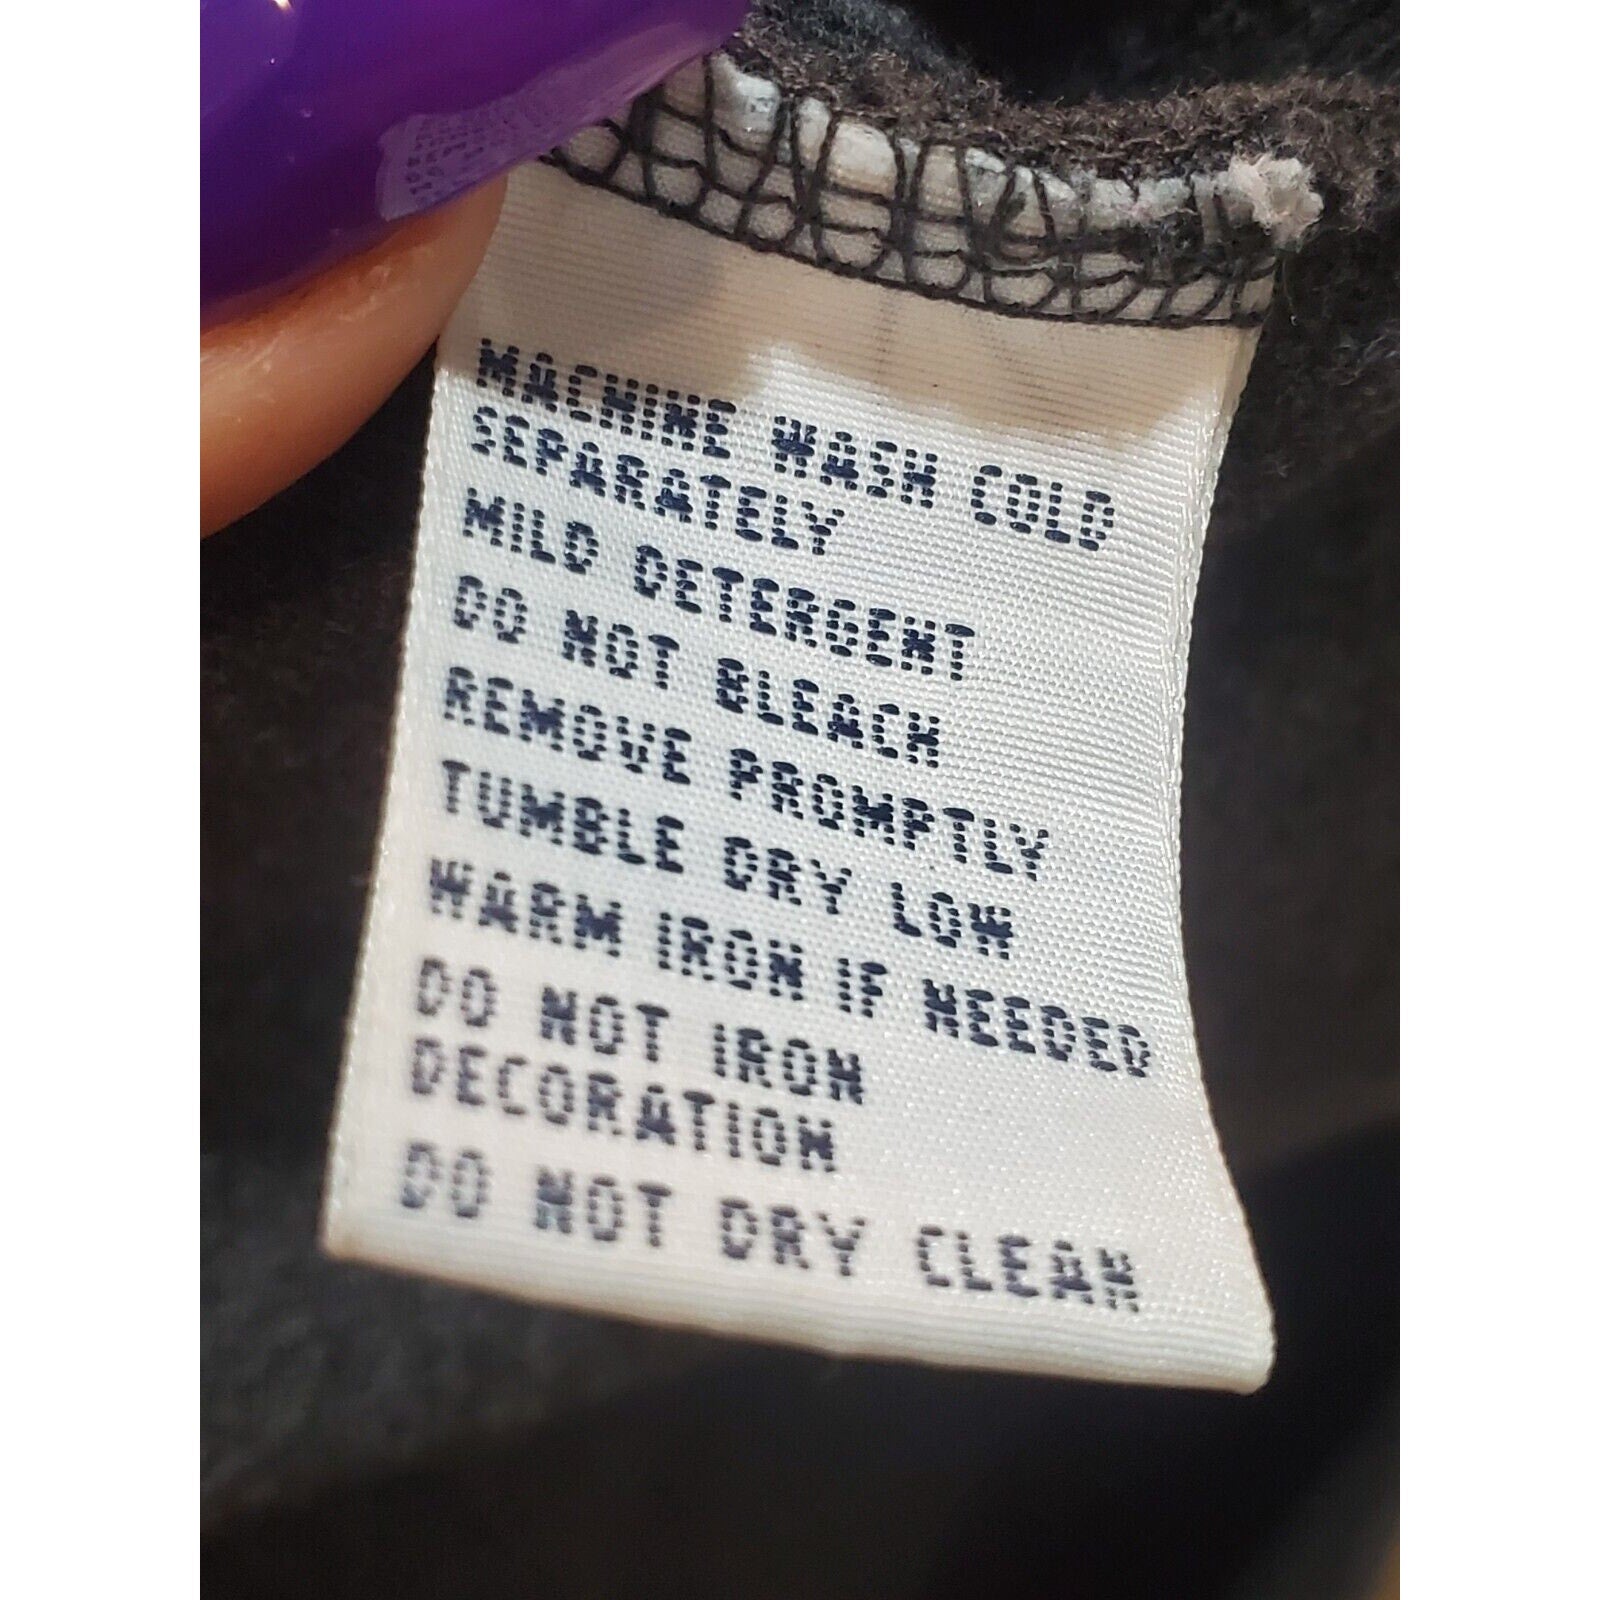 MACHINE WASH COLD
SEPARATELY
MILD DETERGENT
DO NOT BLEACH
REMOVE PROMPTLY
TUMBLE DRY LOW
WARM IRON IF NEEDED
DO NOT IRON
DECORATION
DO NOT DRY CLEAN